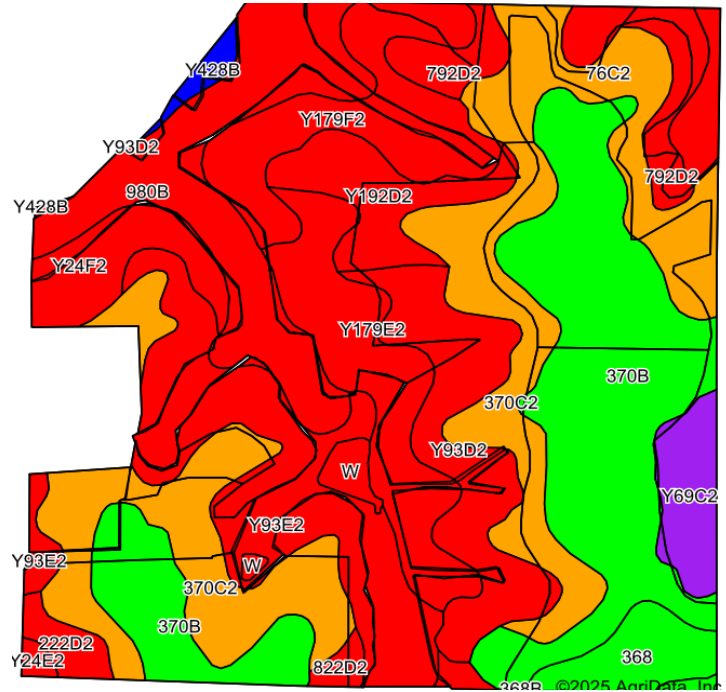 Y428B
792D2
76C2
Y179F2
Y93D2
792D2
980B
Y192D2
Y428B
Y24F2
Y179E2
370B
370C2
Y93D2
W
Y69C2
Y93E2
Y93E2
W
370C2
370B
222D2
368
Y24E2
822D2
368B
©2025 AgriData, Inc